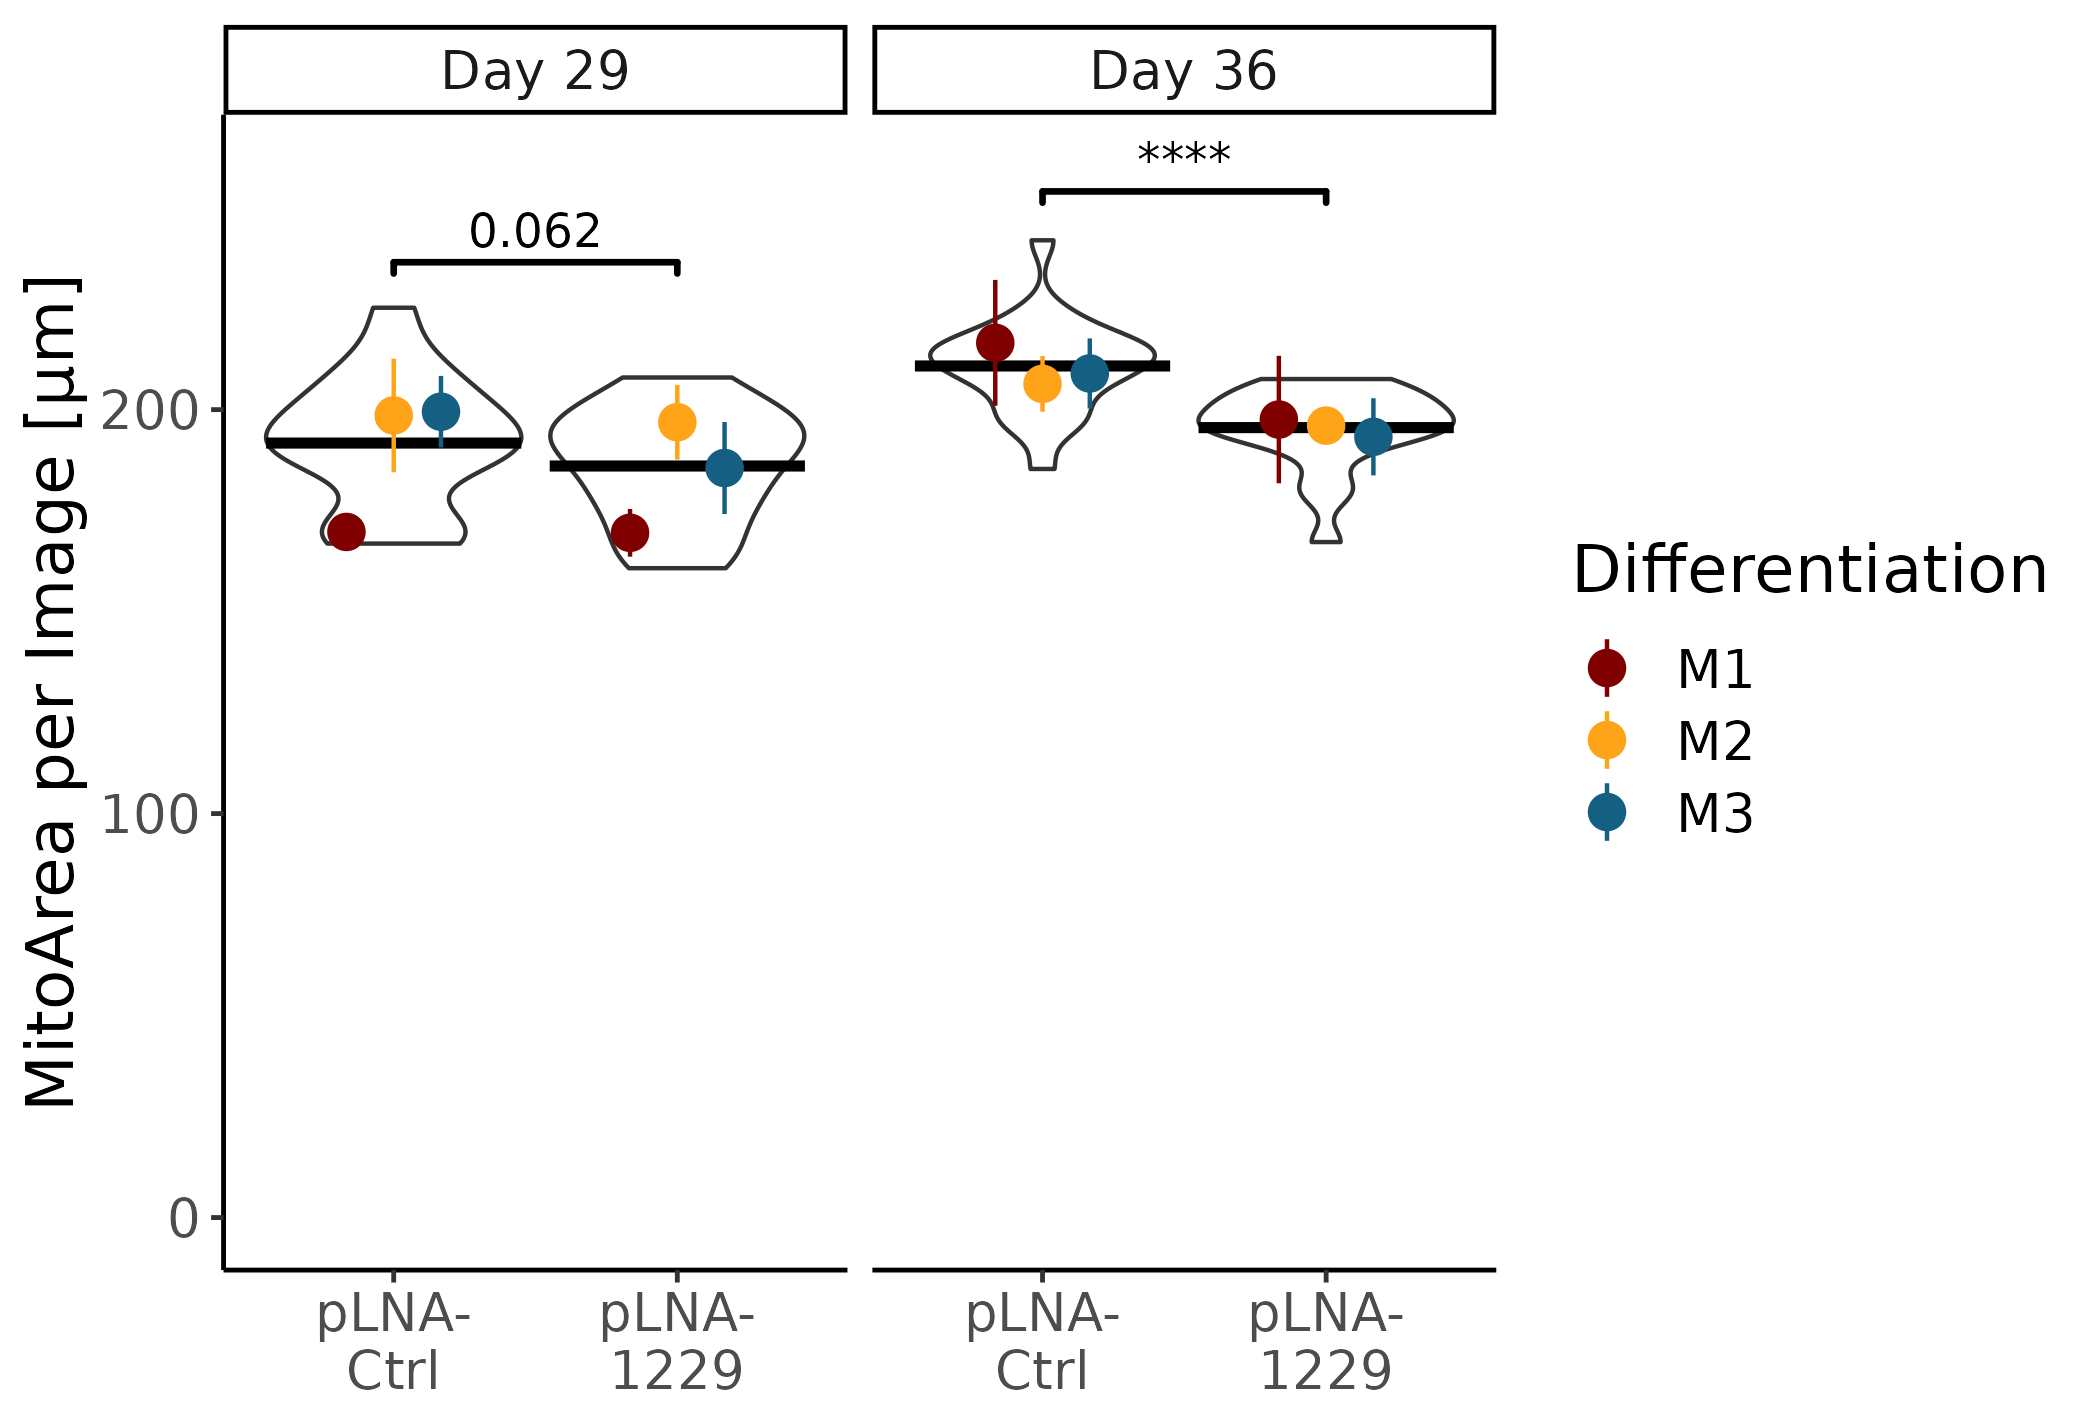 Day 29
Day 36
0.062
****
MitoArea per Image [µm]
200
100
0
pLNA-
Ctrl
pLNA-
1229
pLNA-
Ctrl
pLNA-
1229
Differentiation
M1
M2
M3